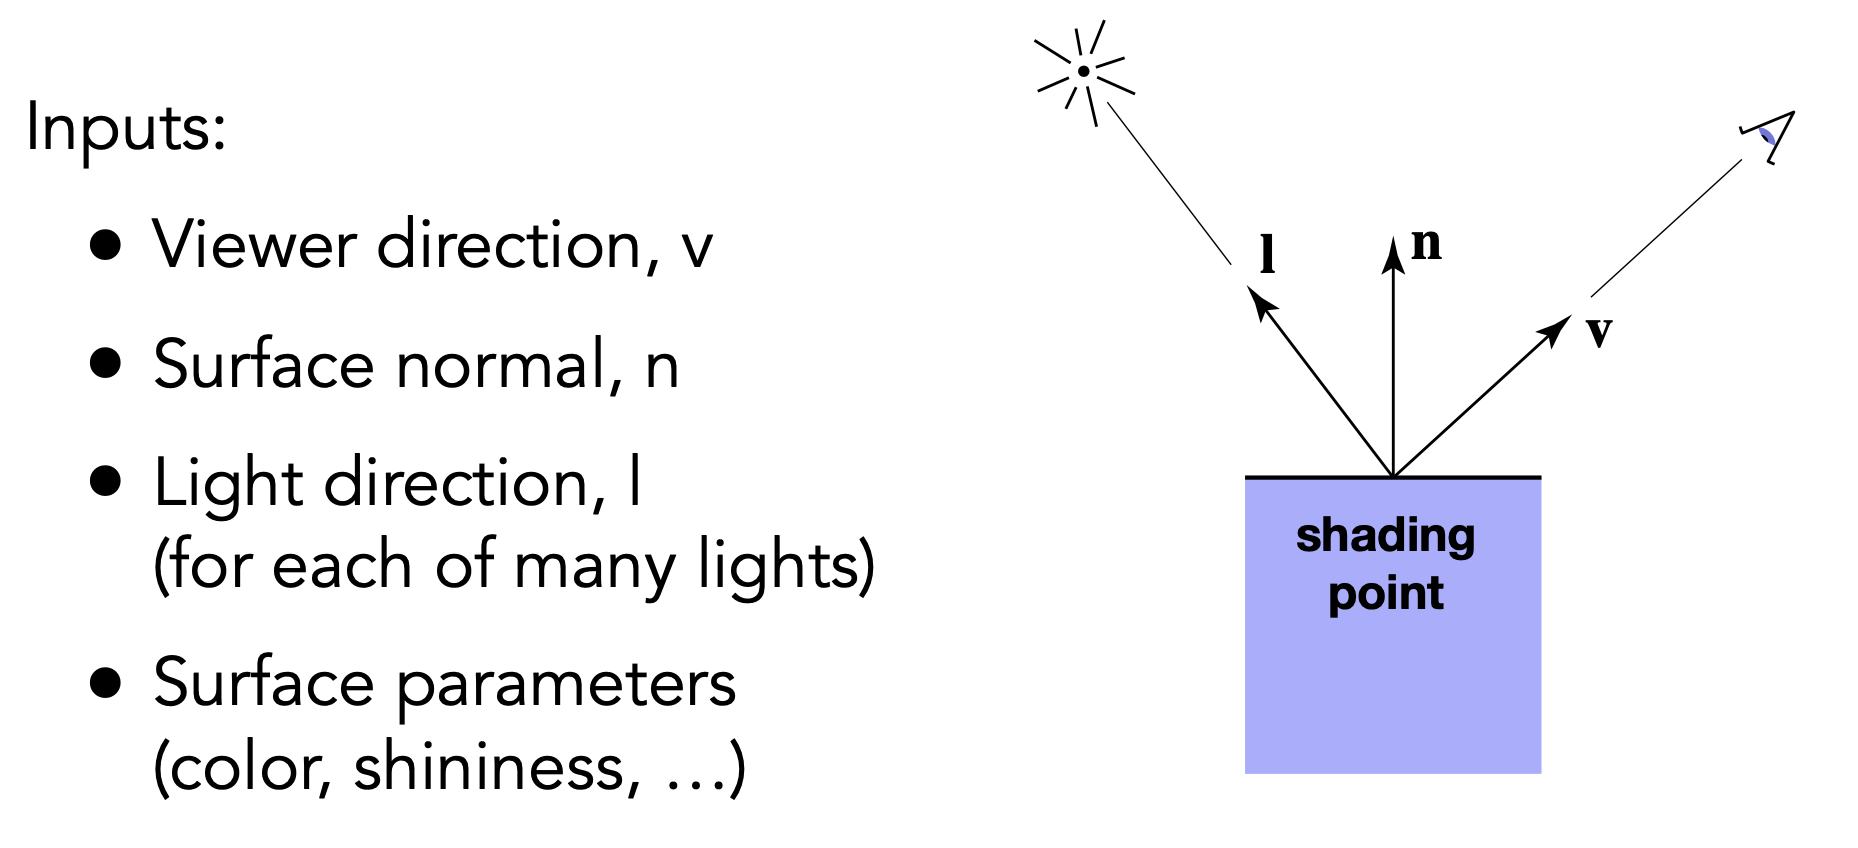 Inputs:
● Viewer direction, v
● Surface normal, n
● Light direction, l
(for each of many lights)
● Surface parameters
(color, shininess, …)
l
n
v
shading
point